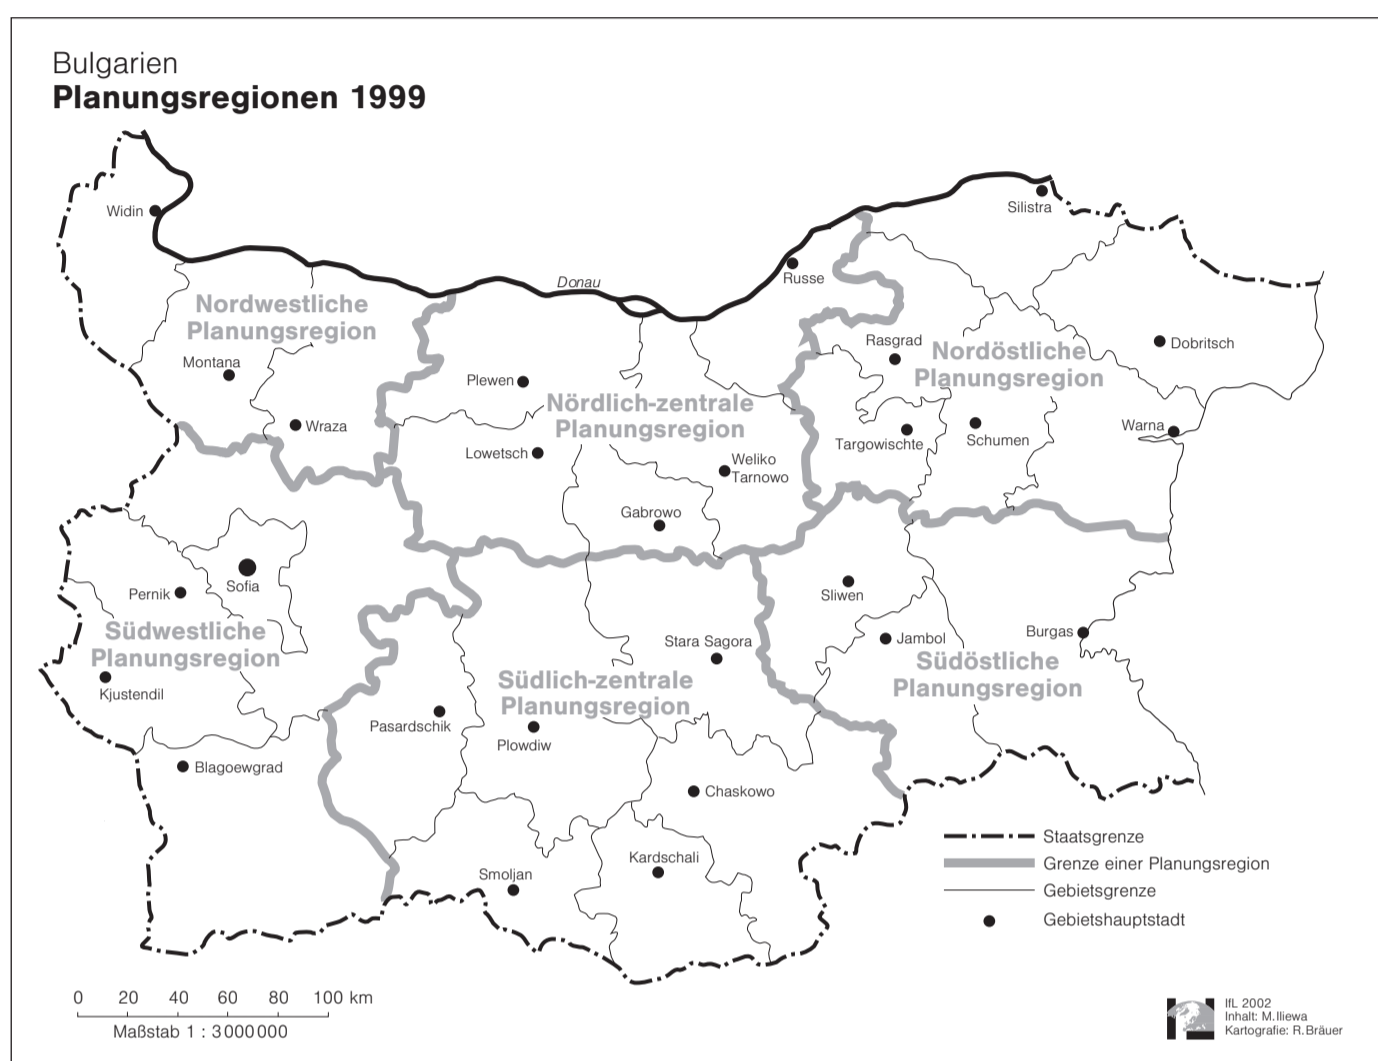 Bulgarien
Planungsregionen 1999
Widin
Silistra
Donau
Russe
Nordwestliche
Planungsregion
Montana
Wraza
Plewen
Rasgrad
Dobritsch
Nordöstliche
Planungsregion
Nördlich-zentrale
Planungsregion
Lowetsch
Weliko
Tarnowo
Targowischte
Schumen
Warna
Gabrowo
Sofia
Pernik
Sliwen
Südwestliche
Planungsregion
Kjustendil
Stara Sagora
Jambol
Burgas
Südöstliche
Planungsregion
Südlich-zentrale
Planungsregion
Pasardschik
Plowdiw
Blagoewgrad
Chaskowo
Kardschali
Smoljan
Staatsgrenze
Grenze einer Planungsregion
Gebietsgrenze
Gebietshauptstadt
0 20 40 60 80 100 km
Maßstab 1 : 3000000
IfL 2002
Inhalt: M.Iliewa
Kartografie: R.Bräuer